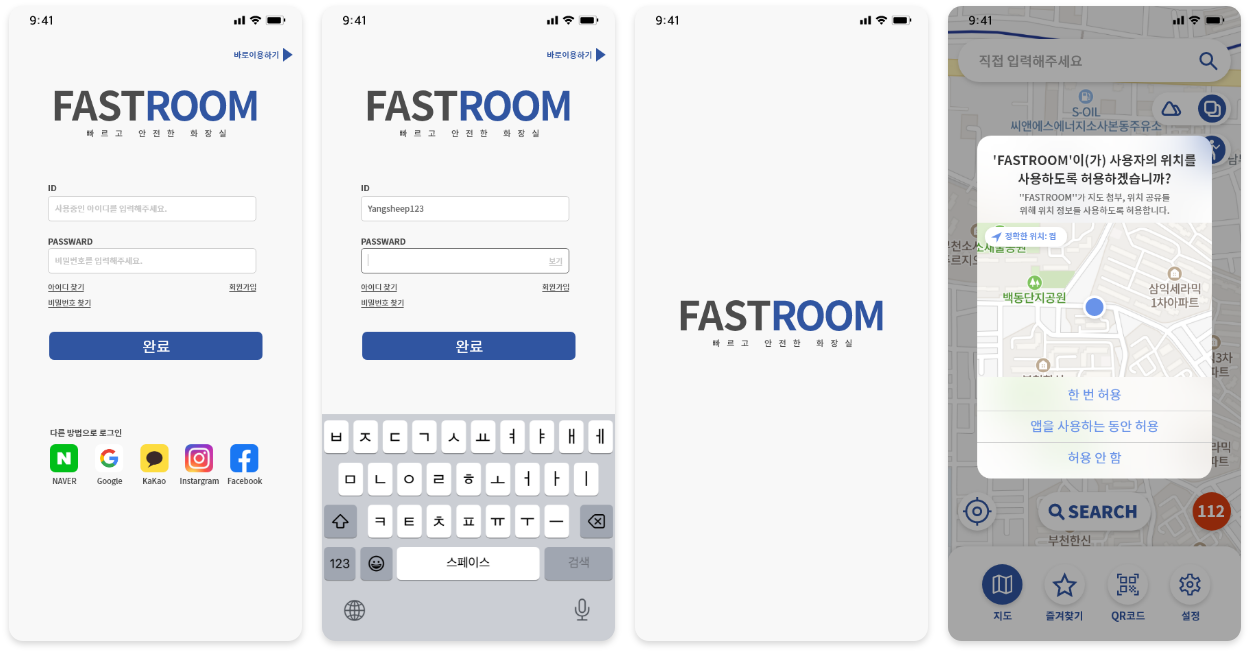 9:41
바로이용하기
FASTROOM
빠르고 안전한 화장실
ID
사용중인 아이디를 입력해주세요.
PASSWARD
비밀번호를 입력해주세요.
아이디 찾기 회원가입
비밀번호 찾기
완료
다른 방법으로 로그인
NAVER Google KaKao Instargram Facebook
9:41
바로이용하기
FASTROOM
빠르고 안전한 화장실
ID
Yangsheep123
PASSWARD
보기
아이디 찾기 회원가입
비밀번호 찾기
완료
ㅂ ㅈ ㄷ ㄱ ㅅ ㅛ ㅕ ㅑ ㅐ ㅔ
ㅁ ㄴ ㅇ ㄹ ㅎ ㅗ ㅓ ㅏ ㅣ
ㅋ ㅌ ㅊ ㅍ ㅠ ㅜ ㅡ
123 스페이스 검색
9:41
FASTROOM
빠르고 안전한 화장실
9:41
직접 입력해주세요
S-OIL
씨앤에스에너지소사본동주유소
'FASTROOM'이(가) 사용자의 위치를
사용하도록 허용하겠습니까?
"FASTROOM"가 지도 첨부, 위치 공유를
위해 위치 정보를 사용하도록 허용합니다.
정확한 위치: 켬
백동단지공원
삼익세라믹
1차아파트
한 번 허용
앱을 사용하는 동안 허용
허용 안 함
SEARCH
112
부천한신
지도 즐겨찾기 QR코드 설정